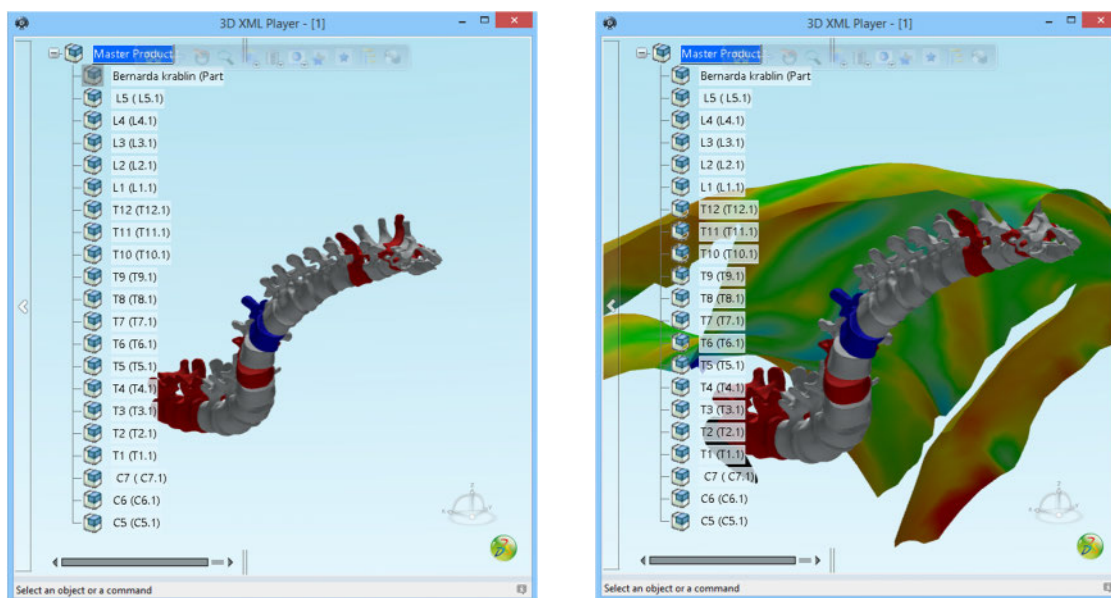 3D XML Player - [1]
Master Product
Bernarda krablin (Part
L5 ( L5.1)
L4 (L4.1)
L3 (L3.1)
L2 (L2.1)
L1 (L1.1)
T12 (T12.1)
T11 (T11.1)
T10 (T10.1)
T9 (T9.1)
T8 (T8.1)
T7 (T7.1)
T6 (T6.1)
T5 (T5.1)
T4 (T4.1)
T3 (T3.1)
T2 (T2.1)
T1 (T1.1)
C7 ( C7.1)
C6 (C6.1)
C5 (C5.1)
Select an object or a command
3D XML Player - [1]
Master Product
Bernarda krablin (Part
L5 ( L5.1)
L4 (L4.1)
L3 (L3.1)
L2 (L2.1)
L1 (L1.1)
T12 (T12.1)
T11 (T11.1)
T10 (T10.1)
T9 (T9.1)
T8 (T8.1)
T7 (T7.1)
T6 (T6.1)
T5 (T5.1)
T4 (T4.1)
T3 (T3.1)
T2 (T2.1)
T1 (T1.1)
C7 ( C7.1)
C6 (C6.1)
C5 (C5.1)
Select an object or a command